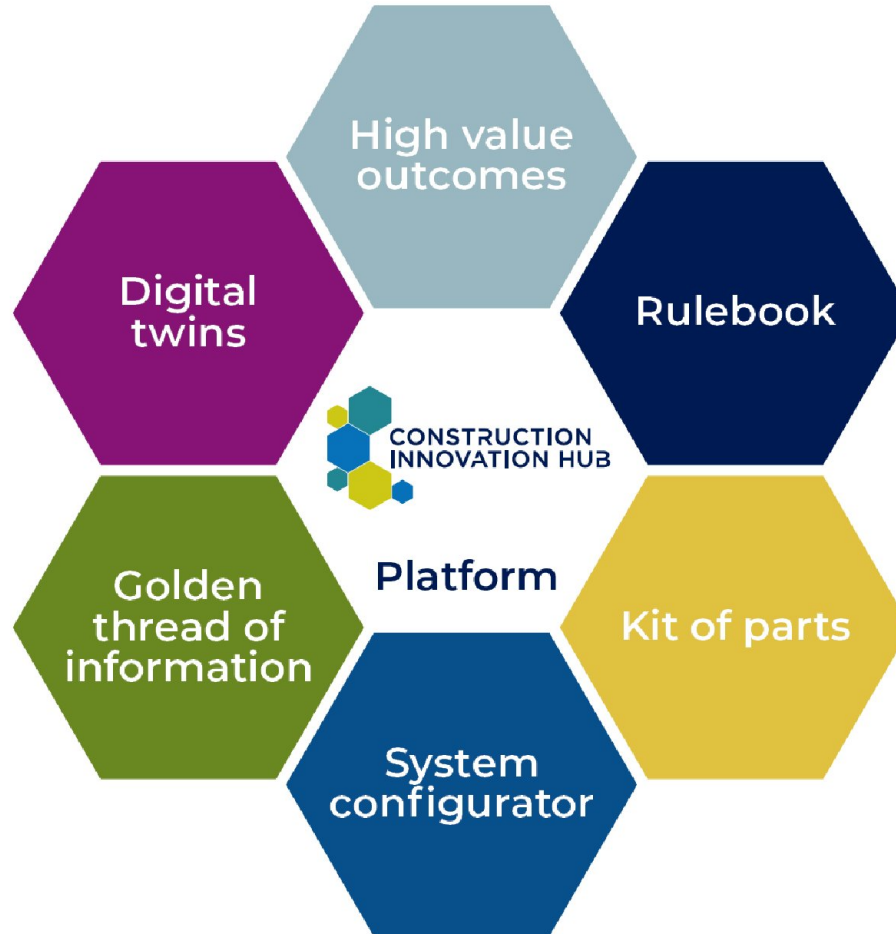 High value
outcomes
Rulebook
Kit of parts
System
configurator
Golden
thread of
information
Digital
twins
CONSTRUCTION
INNOVATION HUB
Platform